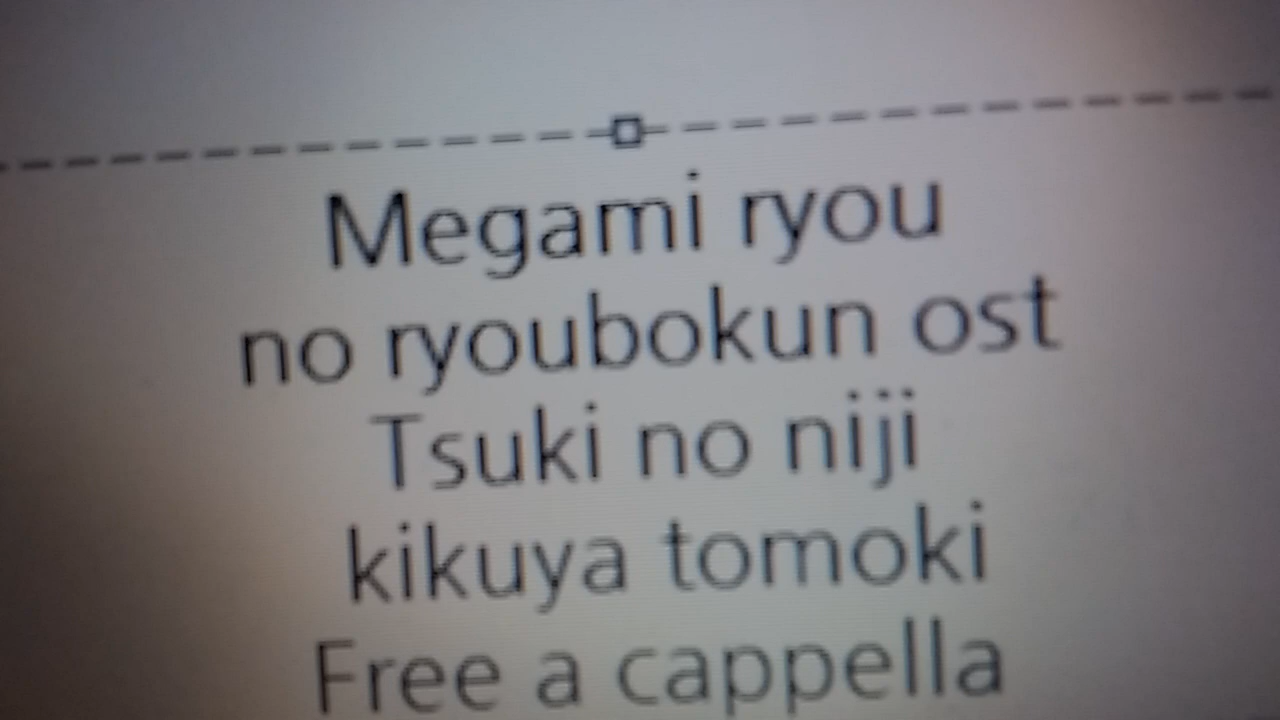 Megami ryou
no ryoubokun ost
Tsuki no niji
kikuya tomoki
Free a cappella